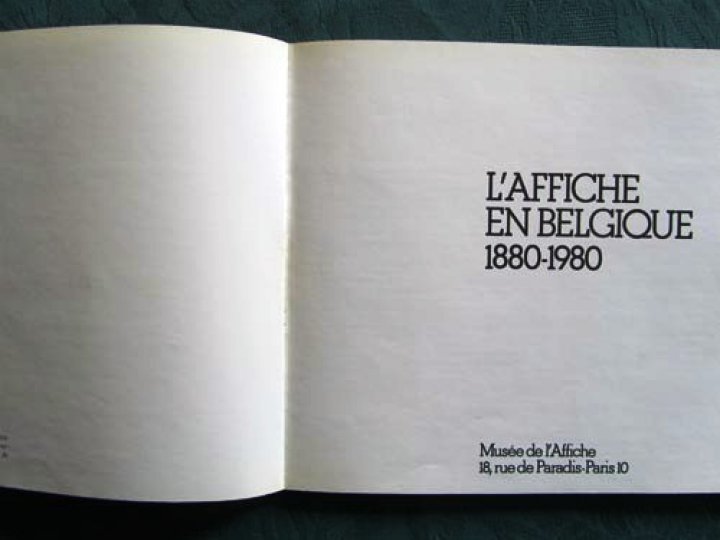 L'AFFICHE
EN BELGIQUE
1880-1980
Musée de l'Affiche
18, rue de Paradis-Paris 10